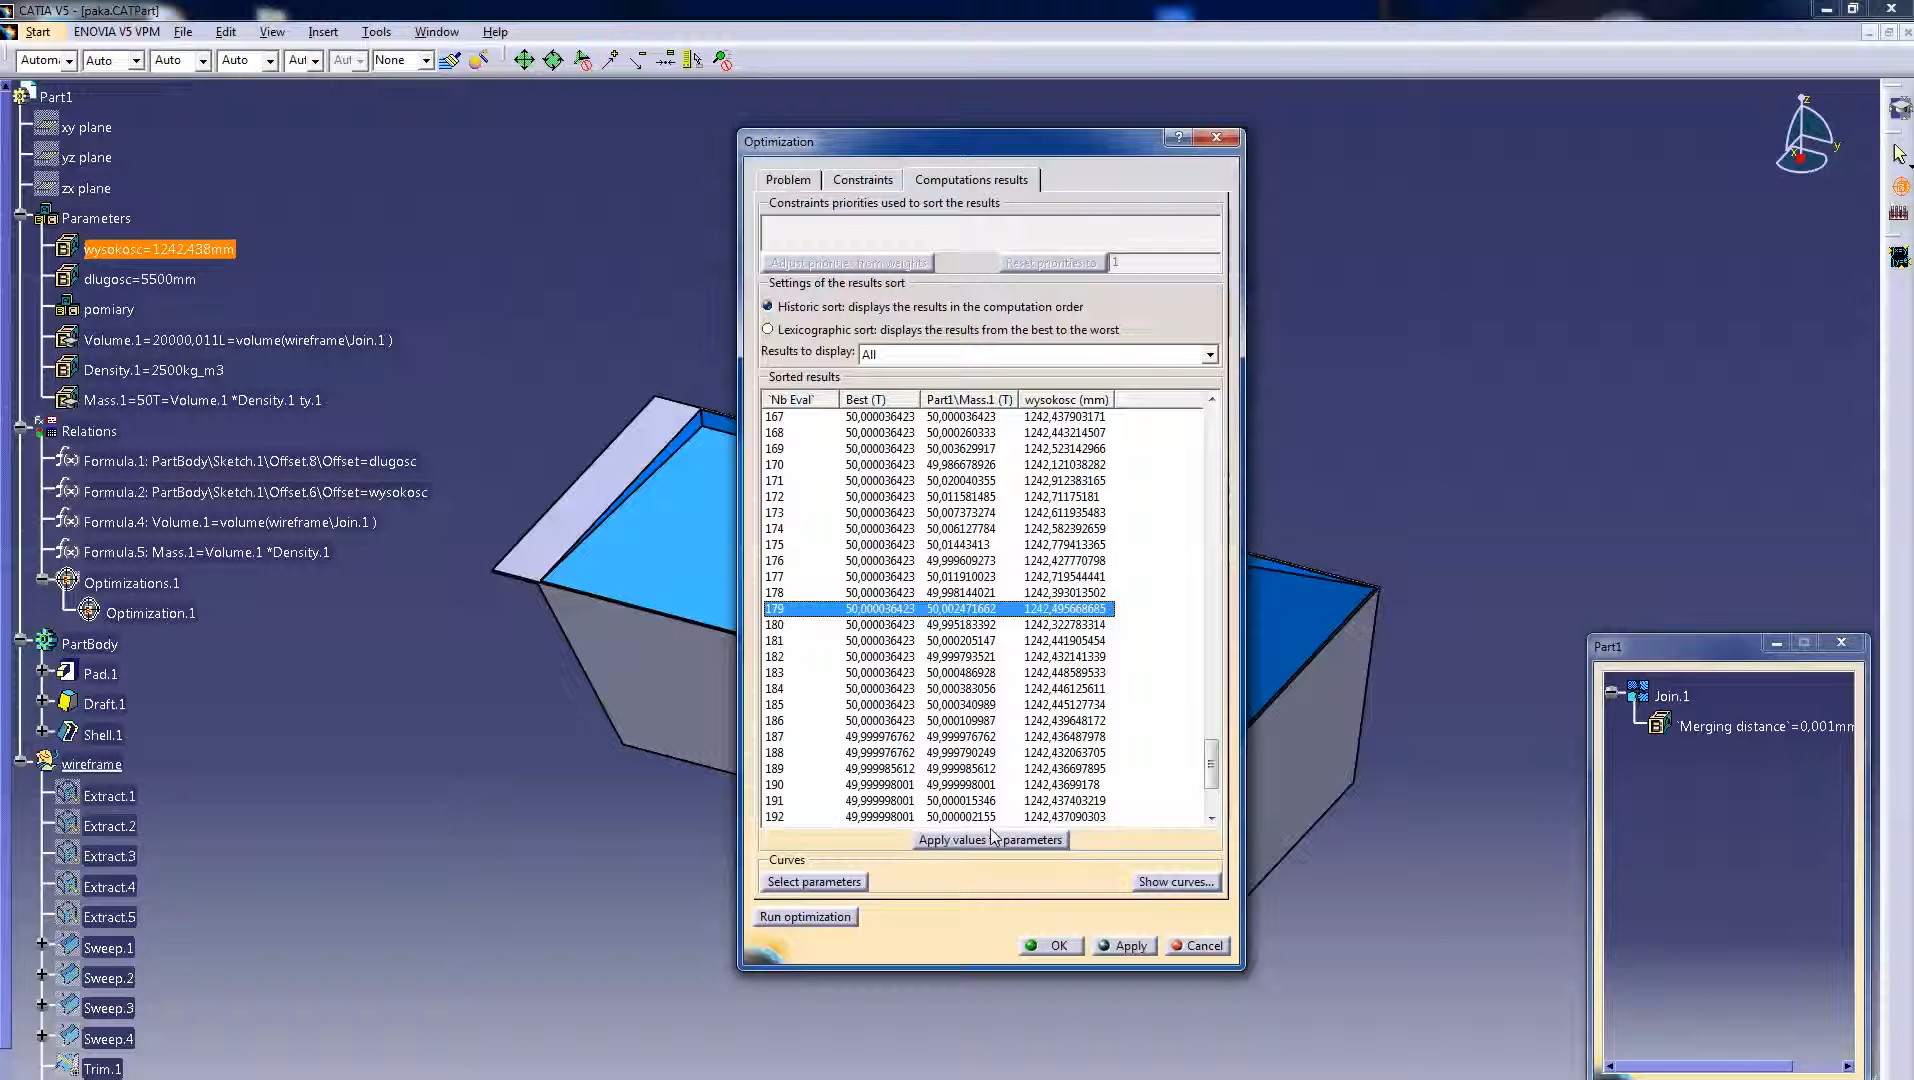 CATIA V5 - [paka.CATPart]
Start ENOVIA V5 VPM File Edit View Insert Tools Window Help
Autom Auto Auto Auto Aut Aut None
Part1
xy plane
yz plane
zx plane
Parameters
wysokosc=1242,438mm
dlugosc=5500mm
pomiary
Volume.1=20000,011L=volume(wireframe\Join.1 )
Density.1=2500kg_m3
Mass.1=50T=Volume.1 *Density.1 ty.1
Relations
Formula.1: PartBody\Sketch.1\Offset.8\Offset=dlugosc
Formula.2: PartBody\Sketch.1\Offset.6\Offset=wysokosc
Formula.4: Volume.1=volume(wireframe\Join.1 )
Formula.5: Mass.1=Volume.1 *Density.1
Optimizations.1
Optimization.1
PartBody
Pad.1
Draft.1
Shell.1
wireframe
Extract.1
Extract.2
Extract.3
Extract.4
Extract.5
Sweep.1
Sweep.2
Sweep.3
Sweep.4
Trim.1
Optimization
Problem Constraints Computations results
Constraints priorities used to sort the results
Reset priorities to 1
Settings of the results sort
Historic sort: displays the results in the computation order
Lexicographic sort: displays the results from the best to the worst
Results to display: All
Sorted results
`Nb Eval` Best (T) Part1\Mass.1 (T) wysokosc (mm)
167 50,000036423 50,000036423 1242,437903171
168 50,000036423 50,000260333 1242,443214507
169 50,000036423 50,003629917 1242,523142966
170 50,000036423 49,986678926 1242,121038282
171 50,000036423 50,020040355 1242,912383165
172 50,000036423 50,011581485 1242,71175181
173 50,000036423 50,007373274 1242,611935483
174 50,000036423 50,006127784 1242,582392659
175 50,000036423 50,01443413 1242,779413365
176 50,000036423 49,999609273 1242,427770798
177 50,000036423 50,011910023 1242,719544441
178 50,000036423 49,998144021 1242,393013502
179 50,000036423 50,002471662 1242,495668685
180 50,000036423 49,995183392 1242,322783314
181 50,000036423 50,000205147 1242,441905454
182 50,000036423 49,999793521 1242,432141339
183 50,000036423 50,000486928 1242,448589533
184 50,000036423 50,000383056 1242,446125611
185 50,000036423 50,000340989 1242,445127734
186 50,000036423 50,000109987 1242,439648172
187 49,999976762 49,999976762 1242,436487978
188 49,999976762 49,999790249 1242,432063705
189 49,999985612 49,999985612 1242,436697895
190 49,999998001 49,999998001 1242,43699178
191 49,999998001 50,000015346 1242,437403219
192 49,999998001 50,000002155 1242,437090303
Apply values parameters
Curves
Select parameters Show curves...
Run optimization
OK Apply Cancel
Part1
Join.1
`Merging distance`=0,001mm
z
y
x